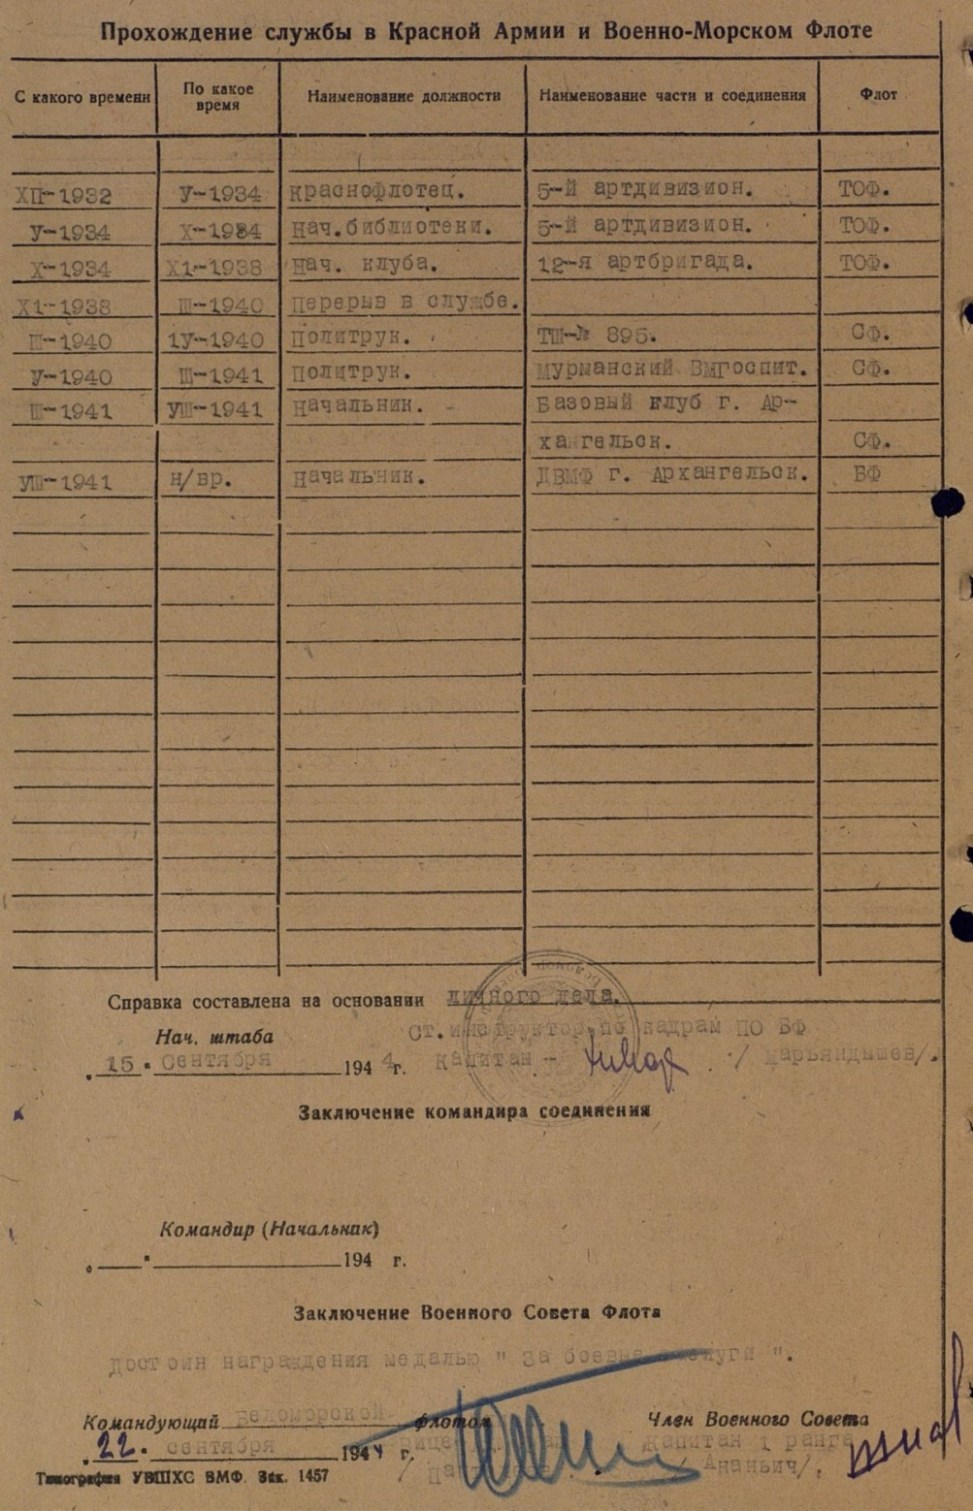 Прохождение службы в Красной Армии и Военно-Морском Флоте
С какого времени По какое время Наименование должности Наименование части и соединения Флот
ХП-1932 У-1934 краснофлотец. 5-й артдивизион. ТОФ.
У-1934 Х-1934 нач.библиотеки. 5-й артдивизион. ТОФ.
Х-1934 Х1-1938 нач. клуба. 12-я артбригада. ТОФ.
Х1-1938 Ш-1940 перерыв в службе.
Ш-1940 1У-1940 политрук. ТЩ-№ 895. СФ.
У-1940 Ш-1941 политрук. мурманский ВМГоспит. СФ.
Ш-1941 УШ-1941 начальник. Базовый клуб г. Ар-
хангельск. СФ.
УШ-1941 н/вр. начальник. ДВМФ г. Архангельск. БФ
Справка составлена на основании личного дела.
Нач. штаба Ст.инструктор по кадрам ПО БФ
„15" сентября 1944 г. капитан - / марьяндышев/.
Заключение командира соединения
Командир (Начальник)
„ " 194 г.
Заключение Военного Совета Флота
достоин награждения медалью " За боевые заслуги ".
Командующий Беломорской флотом Член Военного Совета
„22" сентября 1944 г. капитан 1 ранга
/ Ананьич/.
Типография УВШХС ВМФ. Зак. 1457